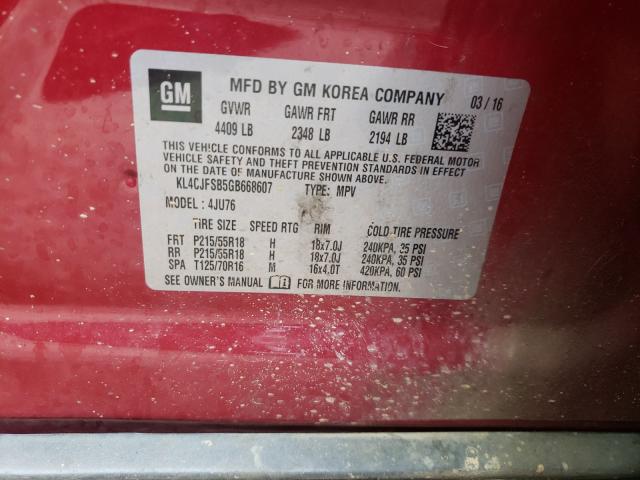 GM
MFD BY GM KOREA COMPANY 03/16
GVWR GAWR FRT GAWR RR
4409 LB 2348 LB 2194 LB
THIS VEHICLE CONFORMS TO ALL APPLICABLE U.S. FEDERAL MOTOR
VEHICLE SAFETY AND THEFT PREVENTION STANDARDS IN EFFECT
ON THE DATE OF MANUFACTURE SHOWN ABOVE.
KL4CJFSB5GB668607 TYPE: MPV
MODEL: 4JU76
TIRE SIZE SPEED RTG RIM COLD TIRE PRESSURE
FRT P215/55R18 H 18x7.0J 240KPA, 35 PSI
RR P215/55R18 H 18x7.0J 240KPA, 35 PSI
SPA T125/70R16 M 16x4.0T 420KPA, 60 PSI
SEE OWNER'S MANUAL FOR MORE INFORMATION.